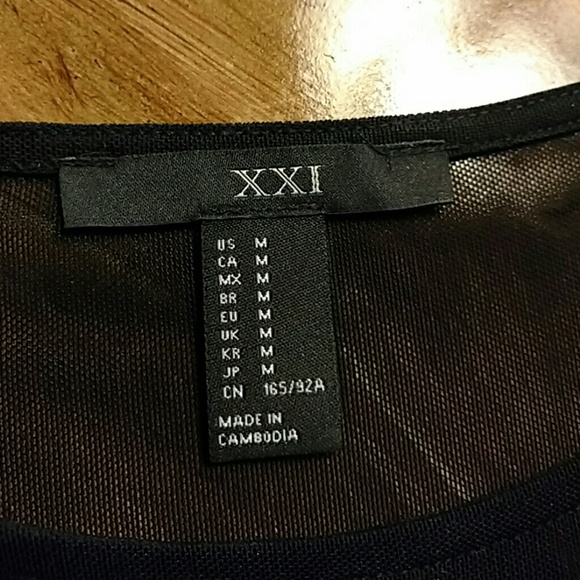 XXI
US M
CA M
MX M
BR M
EU M
UK M
KR M
JP M
CN 165/92A
MADE IN
CAMBODIA